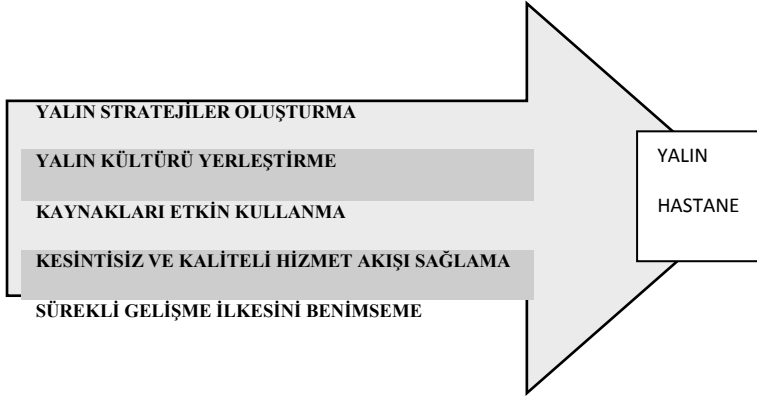 YALIN STRATEJİLER OLUŞTURMA
YALIN KÜLTÜRÜ YERLEŞTİRME
KAYNAKLARI ETKİN KULLANMA
KESİNTİSİZ VE KALİTELİ HİZMET AKIŞI SAĞLAMA
SÜREKLİ GELİŞME İLKESİNİ BENİMSEME
YALIN
HASTANE